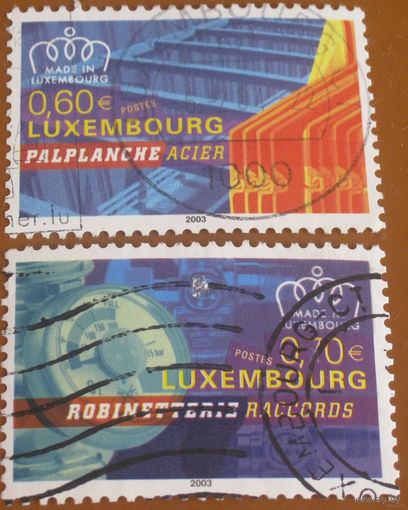 MADE IN
LUXEMBOURG
0,60€ POSTES
LUXEMBOURG
PALPLANCHE ACIER
1000
2003
MADE IN
LUXEMBOURG
POSTES 0,70€
LUXEMBOURG
ROBINETTERIE RACCORDS
2003